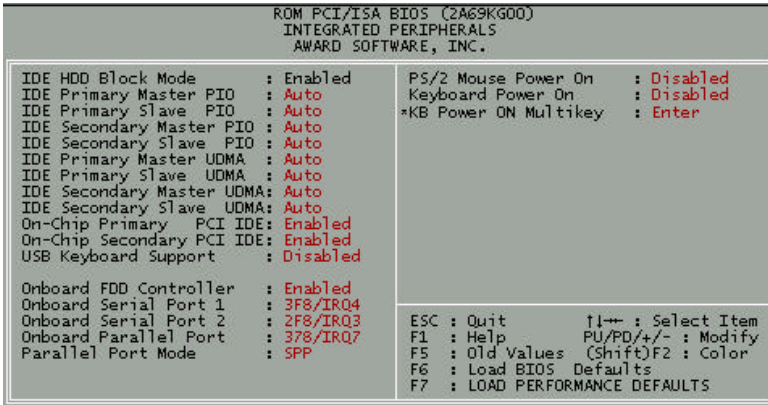 ROM PCI/ISA BIOS (2A69KG00)
INTEGRATED PERIPHERALS
AWARD SOFTWARE, INC.
IDE HDD Block Mode : Enabled
IDE Primary Master PIO : Auto
IDE Primary Slave PIO : Auto
IDE Secondary Master PIO : Auto
IDE Secondary Slave PIO : Auto
IDE Primary Master UDMA : Auto
IDE Primary Slave UDMA : Auto
IDE Secondary Master UDMA: Auto
IDE Secondary Slave UDMA: Auto
On-Chip Primary PCI IDE: Enabled
On-Chip Secondary PCI IDE: Enabled
USB Keyboard Support : Disabled
Onboard FDD Controller : Enabled
Onboard Serial Port 1 : 3F8/IRQ4
Onboard Serial Port 2 : 2F8/IRQ3
Onboard Parallel Port : 378/IRQ7
Parallel Port Mode : SPP
PS/2 Mouse Power On : Disabled
Keyboard Power On : Disabled
*KB Power ON Multikey : Enter
ESC : Quit ↑↓→← : Select Item
F1 : Help PU/PD/+/- : Modify
F5 : Old Values (Shift)F2 : Color
F6 : Load BIOS Defaults
F7 : LOAD PERFORMANCE DEFAULTS